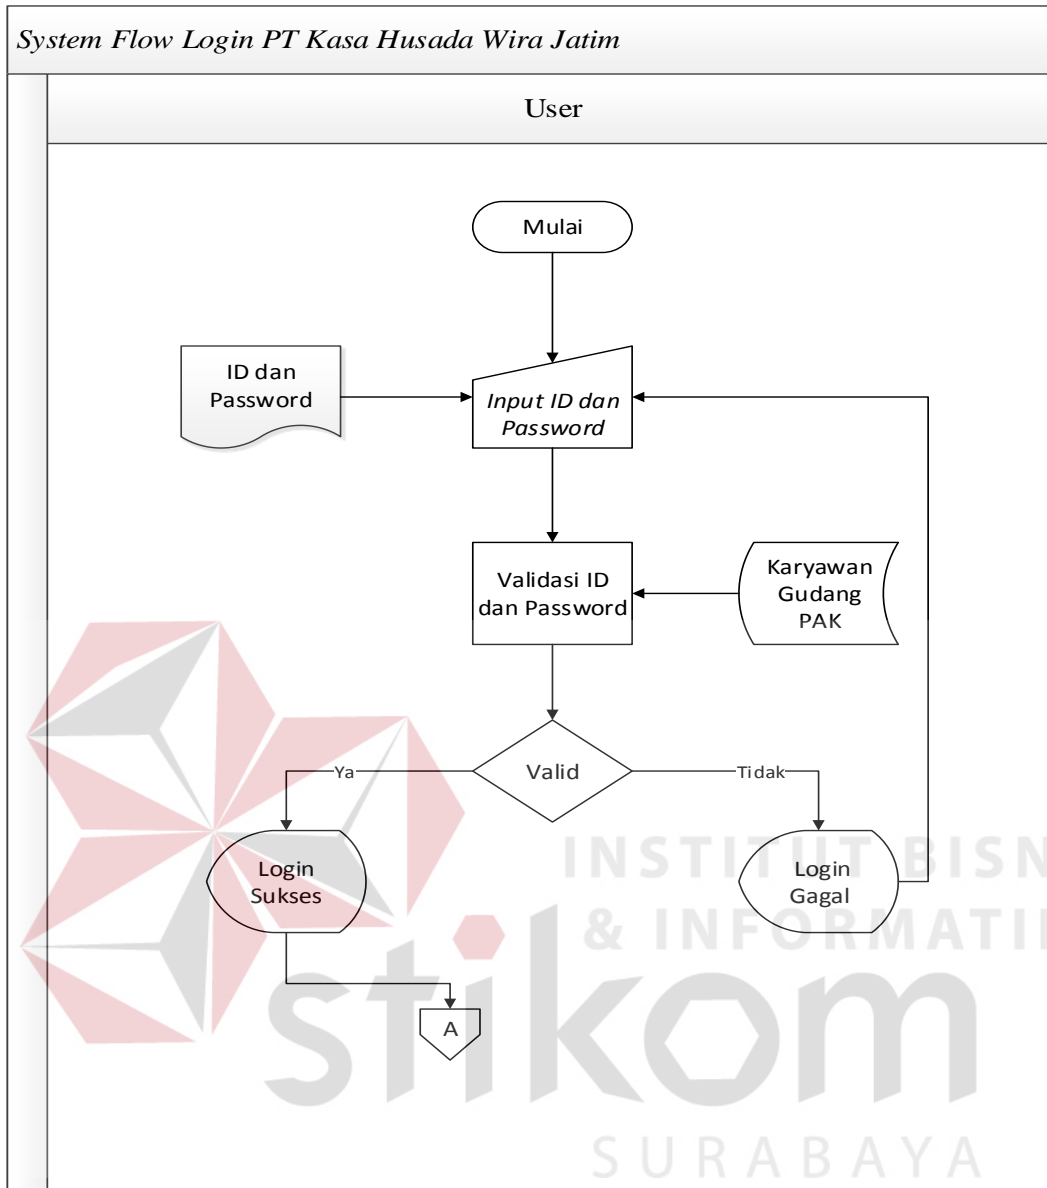 System Flow Login PT Kasa Husada Wira Jatim
User
Mulai
ID dan
Password
Input ID dan
Password
Validasi ID
dan Password
Karyawan
Gudang
PAK
Valid
Ya
Tidak
Login
Sukses
Login
Gagal
A
INSTITUT BISN
& INFORMATI
stikom
SURABAYA